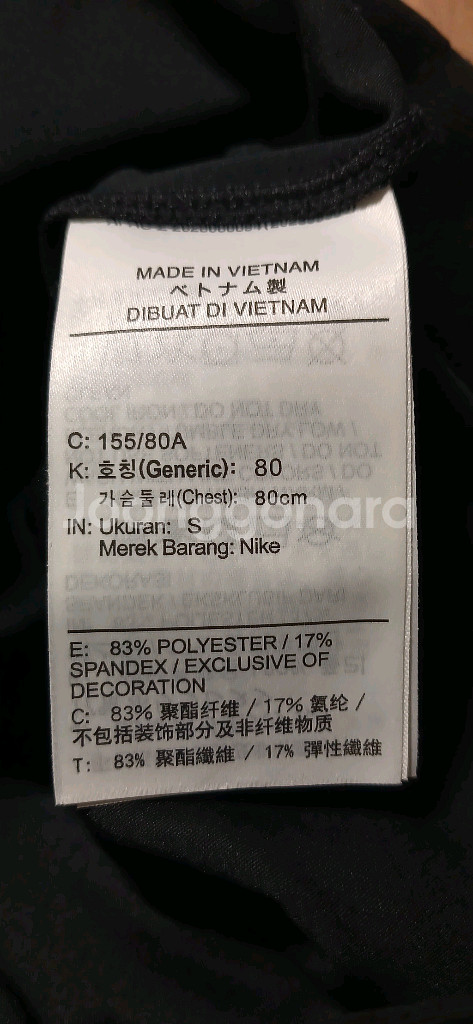 MADE IN VIETNAM
ベトナム製
DIBUAT DI VIETNAM
C: 155/80A
K: 호칭(Generic): 80
가슴둘레(Chest): 80cm
IN: Ukuran: S
Merek Barang: Nike
joonggonara
E: 83% POLYESTER / 17%
SPANDEX / EXCLUSIVE OF
DECORATION
C: 83% 聚酯纤维 / 17% 氨纶 /
不包括装饰部分及非纤维物质
T: 83% 聚酯纖維 / 17% 彈性纖維